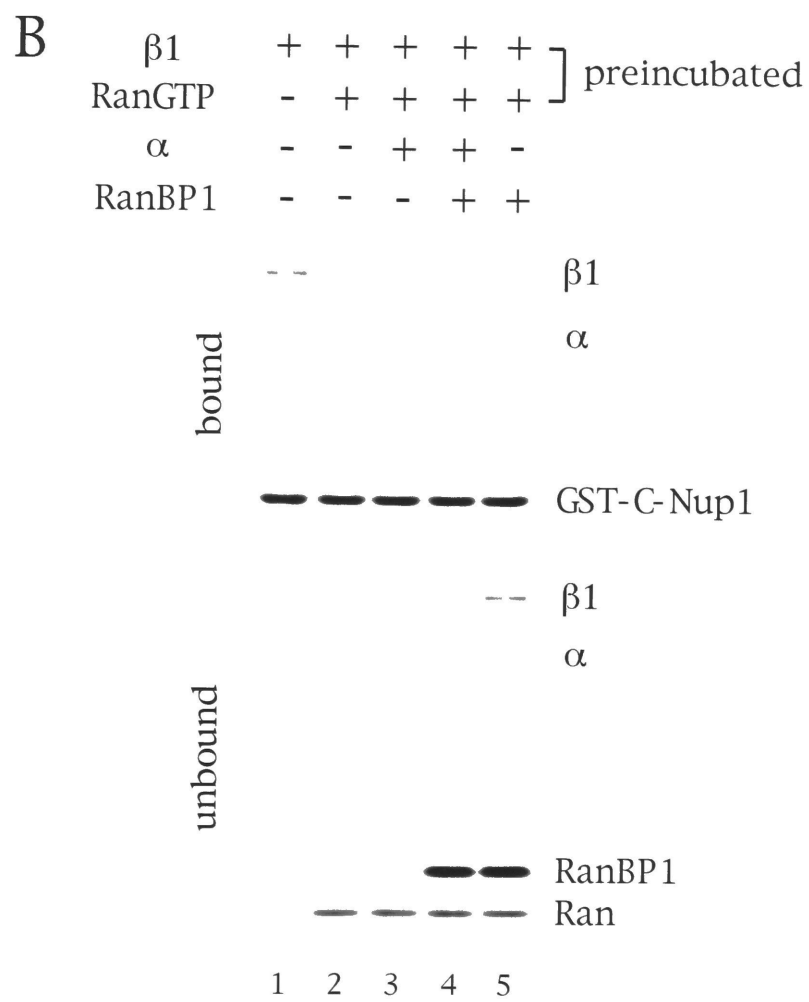 B
β1 + + + + +
preincubated
RanGTP - + + + +
α - - + + -
RanBP1 - - - + +
bound
β1
α
GST-C-Nup1
unbound
β1
α
RanBP1
Ran
1 2 3 4 5